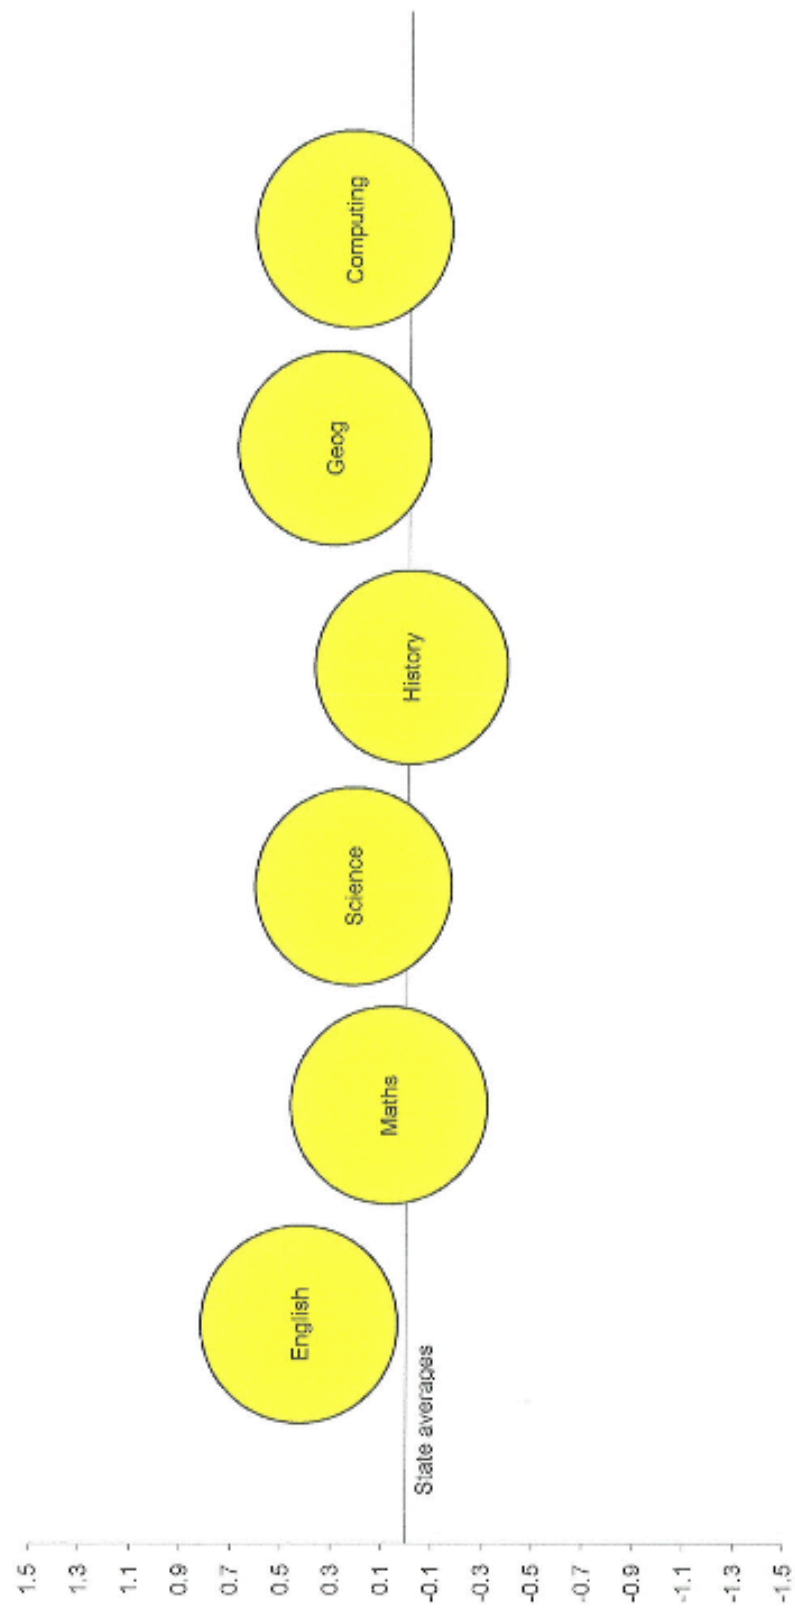 1.5
1.3
1.1
0.9
0.7
0.5
0.3
0.1
-0.1
-0.3
-0.5
-0.7
-0.9
-1.1
-1.3
-1.5
State averages
English
Maths
Science
History
Geog
Computing